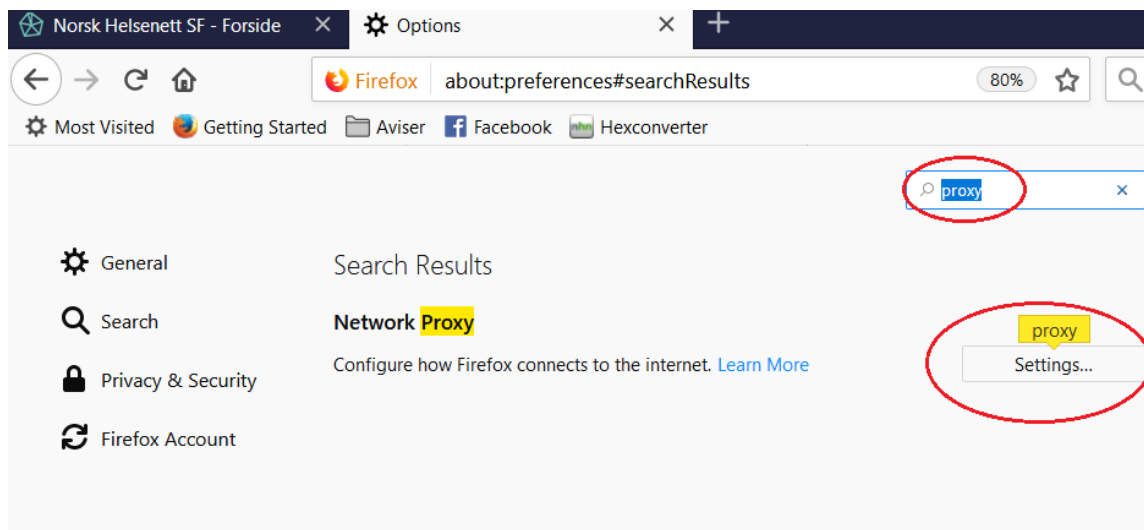 Norsk Helsenett SF - Forside
Options
Firefox about:preferences#searchResults 80%
Most Visited Getting Started Aviser Facebook nhn Hexconverter
proxy
General
Search Results
Search
Network Proxy
proxy
Configure how Firefox connects to the internet. Learn More
Settings...
Privacy & Security
Firefox Account